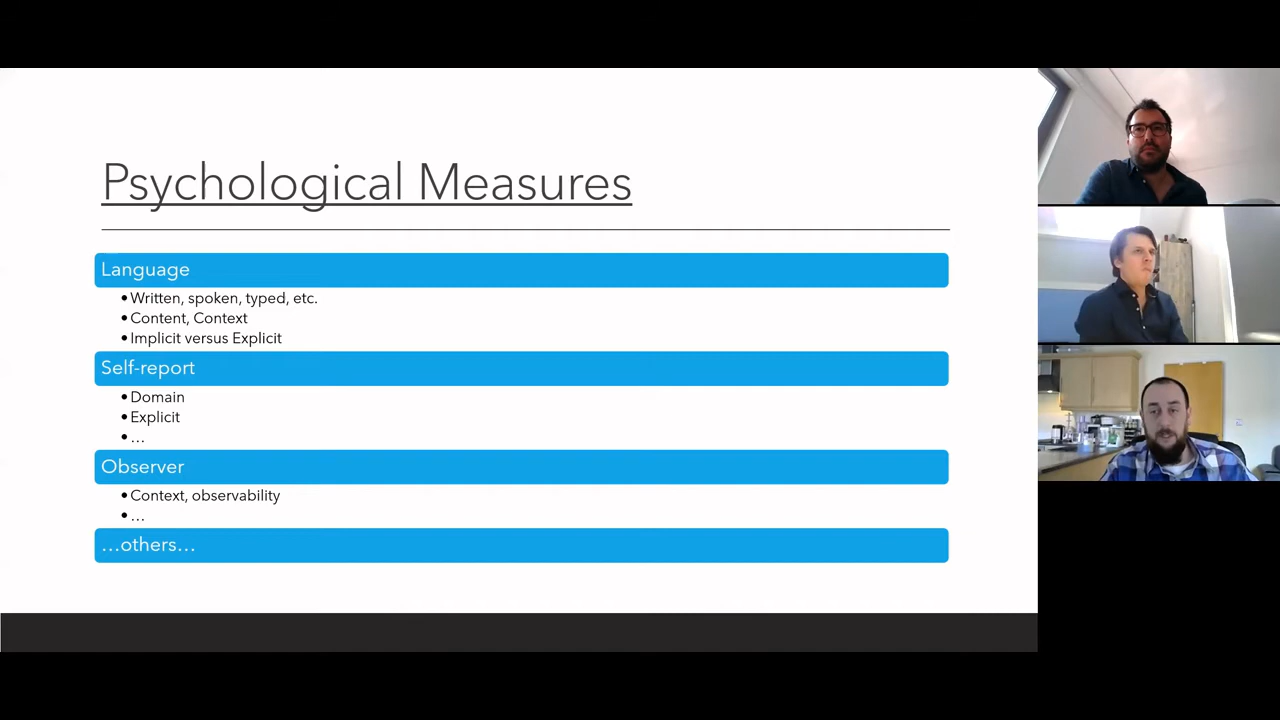 Psychological Measures
Language
•Written, spoken, typed, etc.
•Content, Context
•Implicit versus Explicit
Self-report
•Domain
•Explicit
•…
Observer
•Context, observability
•…
…others…